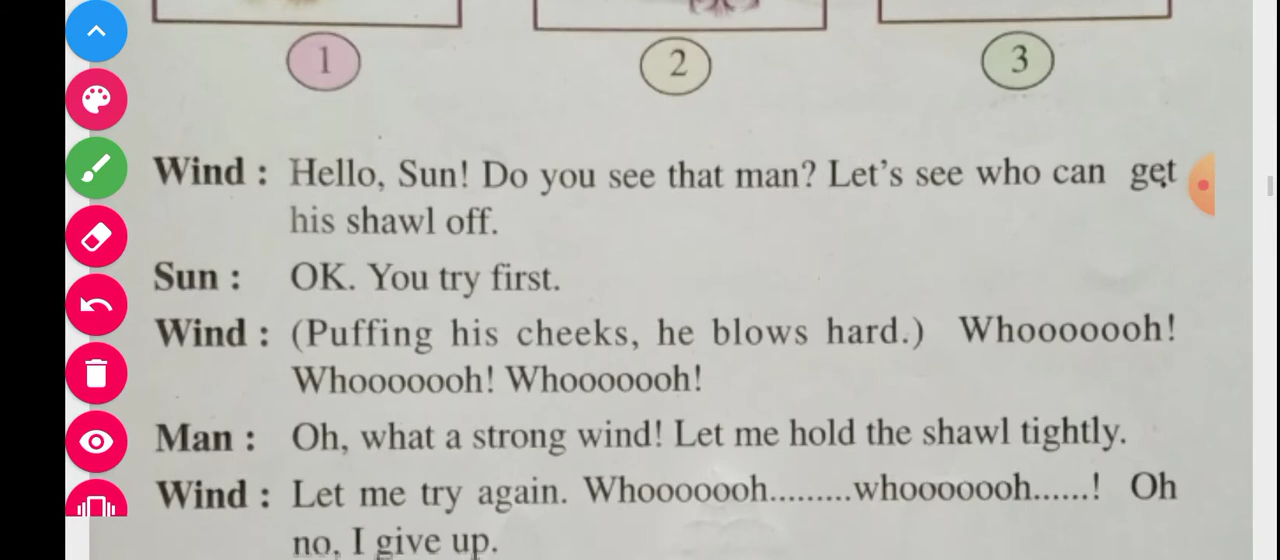 1 2 3
Wind : Hello, Sun! Do you see that man? Let's see who can get
his shawl off.
Sun : OK. You try first.
Wind : (Puffing his cheeks, he blows hard.) Whooooooh!
Whooooooh! Whooooooh!
Man : Oh, what a strong wind! Let me hold the shawl tightly.
Wind : Let me try again. Whooooooh.........whooooooh......! Oh
no, I give up.